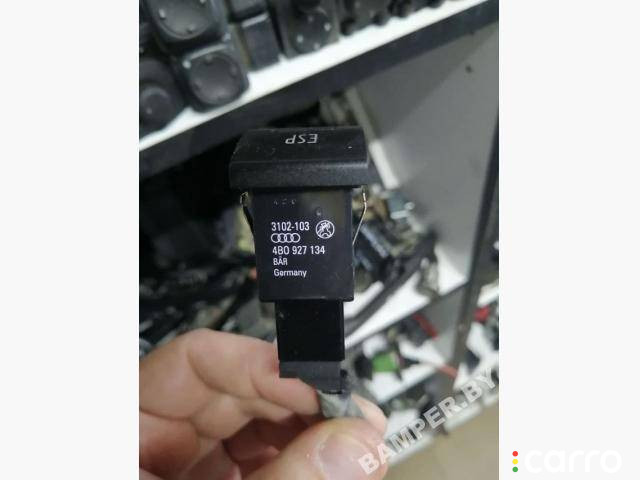 ESP
3102-103
4B0 927 134
BÄR
Germany
BAMPER.BY
carro